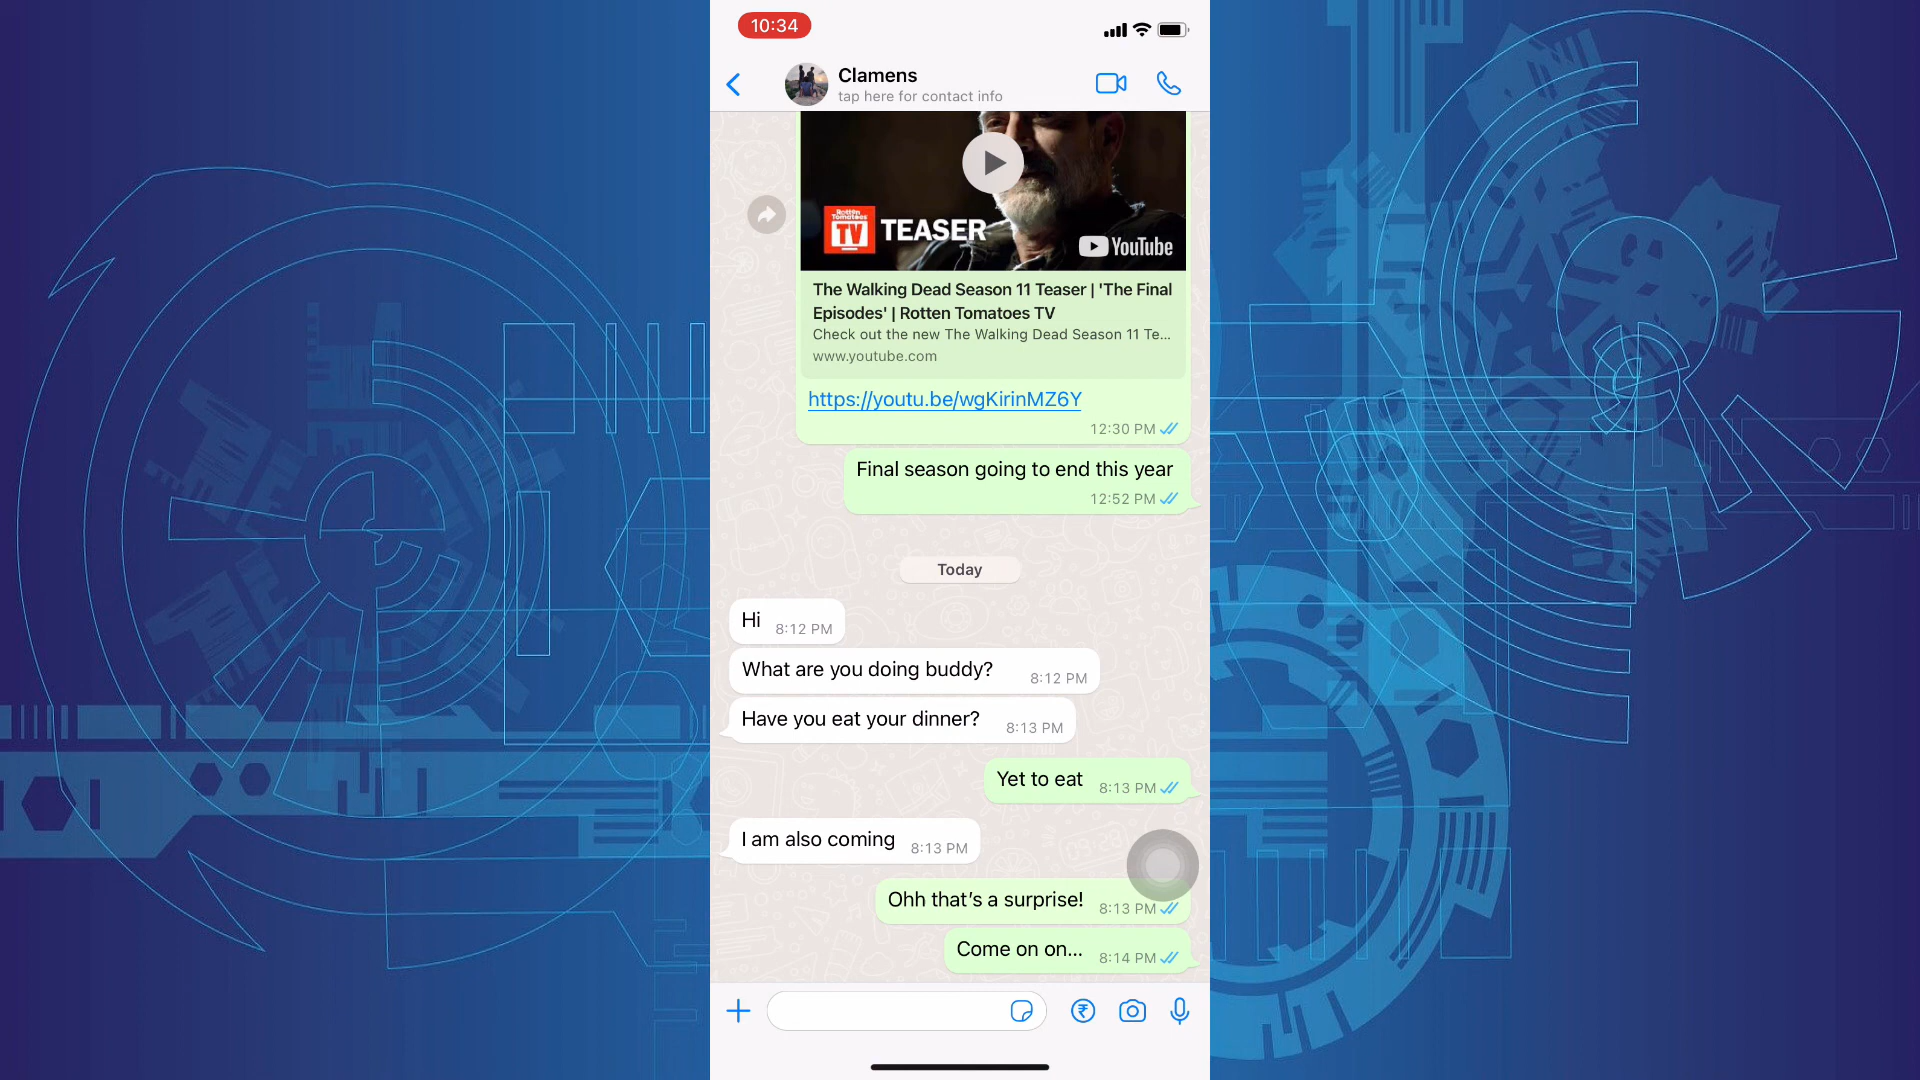 10:34
Clamens
tap here for contact info
Rotten
Tomatoes
TV
TEASER
YouTube
The Walking Dead Season 11 Teaser | 'The Final
Episodes' | Rotten Tomatoes TV
Check out the new The Walking Dead Season 11 Te...
www.youtube.com
https://youtu.be/wgKirinMZ6Y
12:30 PM
Final season going to end this year
12:52 PM
Today
Hi 8:12 PM
What are you doing buddy? 8:12 PM
Have you eat your dinner? 8:13 PM
Yet to eat 8:13 PM
I am also coming 8:13 PM
Ohh that's a surprise! 8:13 PM
Come on on... 8:14 PM
₹